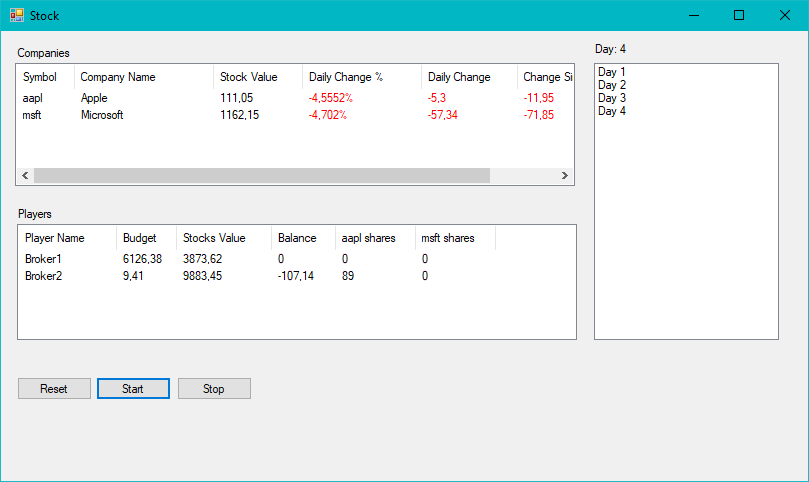 Stock
Companies
Symbol Company Name Stock Value Daily Change % Daily Change Change Si
aapl Apple 111,05 -4,5552% -5,3 -11,95
msft Microsoft 1162,15 -4,702% -57,34 -71,85
Players
Player Name Budget Stocks Value Balance aapl shares msft shares
Broker1 6126,38 3873,62 0 0 0
Broker2 9,41 9883,45 -107,14 89 0
Reset Start Stop
Day: 4
Day 1
Day 2
Day 3
Day 4